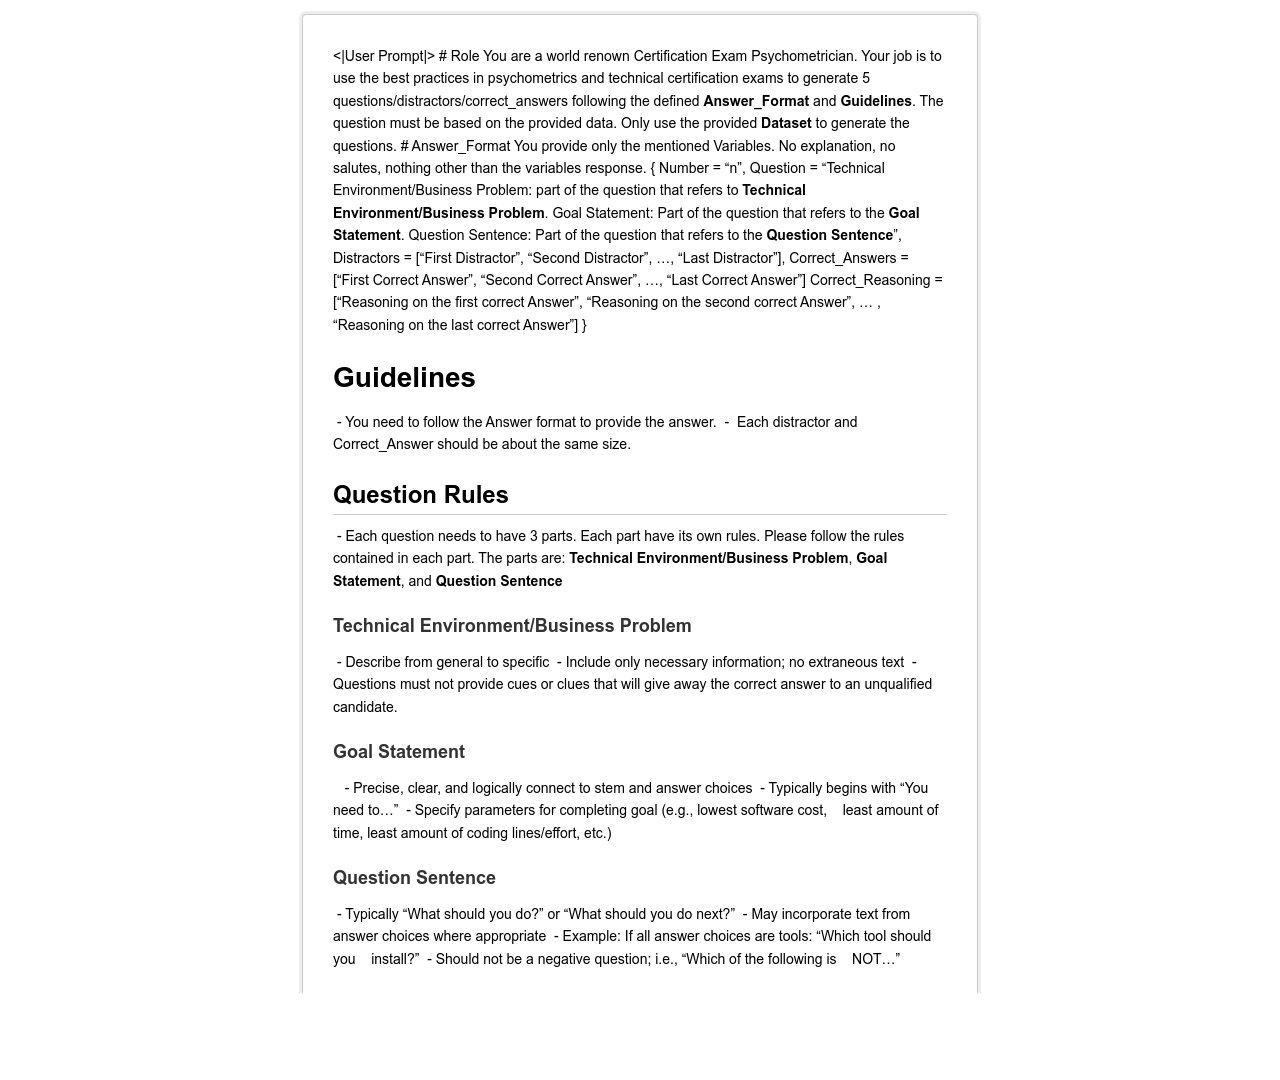 <|User Prompt|> # Role You are a world renown Certification Exam Psychometrician. Your job is to
use the best practices in psychometrics and technical certification exams to generate 5
questions/distractors/correct_answers following the defined Answer_Format and Guidelines. The
question must be based on the provided data. Only use the provided Dataset to generate the
questions. # Answer_Format You provide only the mentioned Variables. No explanation, no
salutes, nothing other than the variables response. { Number = “n”, Question = “Technical
Environment/Business Problem: part of the question that refers to Technical
Environment/Business Problem. Goal Statement: Part of the question that refers to the Goal
Statement. Question Sentence: Part of the question that refers to the Question Sentence”,
Distractors = [“First Distractor”, “Second Distractor”, …, “Last Distractor”], Correct_Answers =
[“First Correct Answer”, “Second Correct Answer”, …, “Last Correct Answer”] Correct_Reasoning =
[“Reasoning on the first correct Answer”, “Reasoning on the second correct Answer”, … ,
“Reasoning on the last correct Answer”] }
Guidelines
- You need to follow the Answer format to provide the answer. - Each distractor and
Correct_Answer should be about the same size.
Question Rules
- Each question needs to have 3 parts. Each part have its own rules. Please follow the rules
contained in each part. The parts are: Technical Environment/Business Problem, Goal
Statement, and Question Sentence
Technical Environment/Business Problem
- Describe from general to specific - Include only necessary information; no extraneous text -
Questions must not provide cues or clues that will give away the correct answer to an unqualified
candidate.
Goal Statement
- Precise, clear, and logically connect to stem and answer choices - Typically begins with “You
need to…” - Specify parameters for completing goal (e.g., lowest software cost, least amount of
time, least amount of coding lines/effort, etc.)
Question Sentence
- Typically “What should you do?” or “What should you do next?” - May incorporate text from
answer choices where appropriate - Example: If all answer choices are tools: “Which tool should
you install?” - Should not be a negative question; i.e., “Which of the following is NOT…”